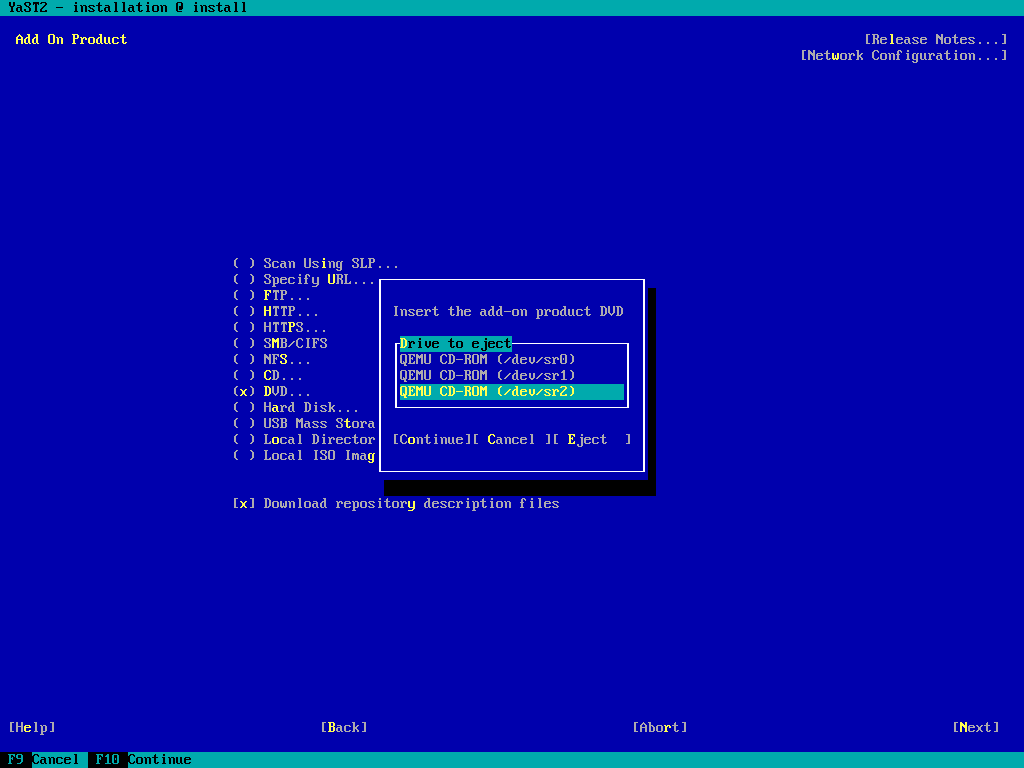 YaST2 - installation @ install
Add On Product
[Release Notes...]
[Network Configuration...]
( ) Scan Using SLP...
( ) Specify URL...
( ) FTP...
( ) HTTP...
( ) HTTPS...
( ) SMB/CIFS
( ) NFS...
( ) CD...
(x) DVD...
( ) Hard Disk...
( ) USB Mass Stora
( ) Local Director
( ) Local ISO Imag
Insert the add-on product DVD
Drive to eject
QEMU CD-ROM (/dev/sr0)
QEMU CD-ROM (/dev/sr1)
QEMU CD-ROM (/dev/sr2)
[Continue][ Cancel ][ Eject  ]
[x] Download repository description files
[Help] [Back] [Abort] [Next]
F9 Cancel F10 Continue